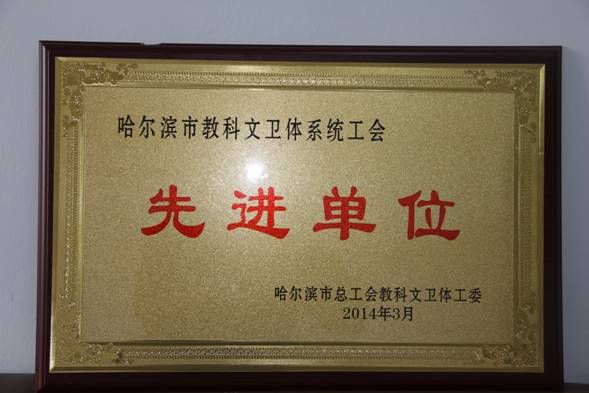 哈尔滨市教科文卫体系统工会
先进单位
哈尔滨市总工会教科文卫体工委
2014年3月